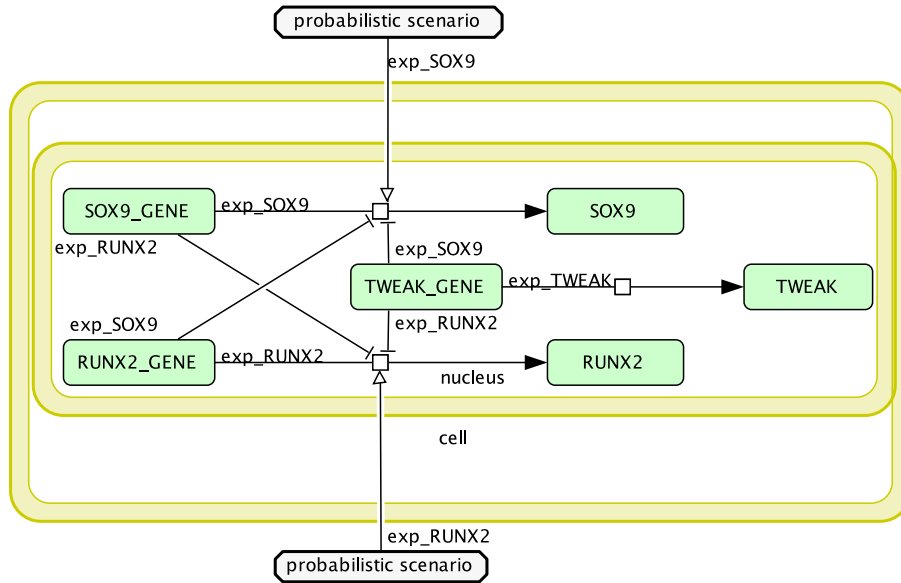 probabilistic scenario
exp_SOX9
SOX9_GENE
exp_SOX9
SOX9
exp_RUNX2
exp_SOX9
TWEAK_GENE
exp_TWEAK
TWEAK
exp_SOX9
exp_RUNX2
RUNX2_GENE
exp_RUNX2
RUNX2
nucleus
cell
exp_RUNX2
probabilistic scenario